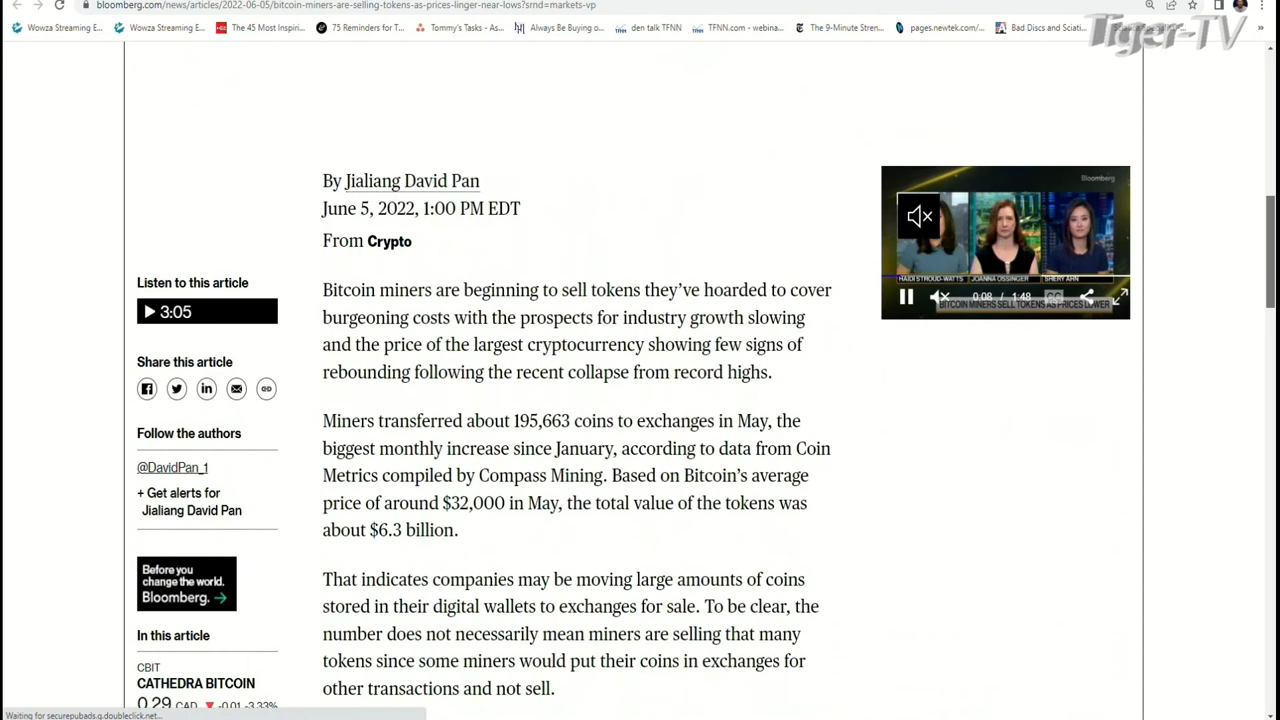 bloomberg.com/news/articles/2022-06-05/bitcoin-miners-are-selling-tokens-as-prices-linger-near-lows?srnd=markets-vp
Wowza Streaming E... Wowza Streaming E... The 45 Most Inspiri... 75 Reminders for T... Tommy's Tasks - As... Always Be Buying o... den talk TFNN TFNN.com - webina... The 9-Minute Stren... pages.newtek.com/... Bad Discs and Sciati...
Tiger-TV
By Jialiang David Pan
June 5, 2022, 1:00 PM EDT
From Crypto
Bloomberg
HAIDI STROUD-WATTS JOANNA OSSINGER SHERY AHN
0:08 / 1:48 CC
BITCOIN MINERS SELL TOKENS AS PRICES LOWER
Listen to this article
3:05
Share this article
Follow the authors
@DavidPan_1
+ Get alerts for
Jialiang David Pan
Before you
change the world.
Bloomberg. →
In this article
CBIT
CATHEDRA BITCOIN
0.29 CAD ▼ -0.01 -3.33%
Bitcoin miners are beginning to sell tokens they've hoarded to cover
burgeoning costs with the prospects for industry growth slowing
and the price of the largest cryptocurrency showing few signs of
rebounding following the recent collapse from record highs.
Miners transferred about 195,663 coins to exchanges in May, the
biggest monthly increase since January, according to data from Coin
Metrics compiled by Compass Mining. Based on Bitcoin's average
price of around $32,000 in May, the total value of the tokens was
about $6.3 billion.
That indicates companies may be moving large amounts of coins
stored in their digital wallets to exchanges for sale. To be clear, the
number does not necessarily mean miners are selling that many
tokens since some miners would put their coins in exchanges for
other transactions and not sell.
Waiting for securepubads.g.doubleclick.net...